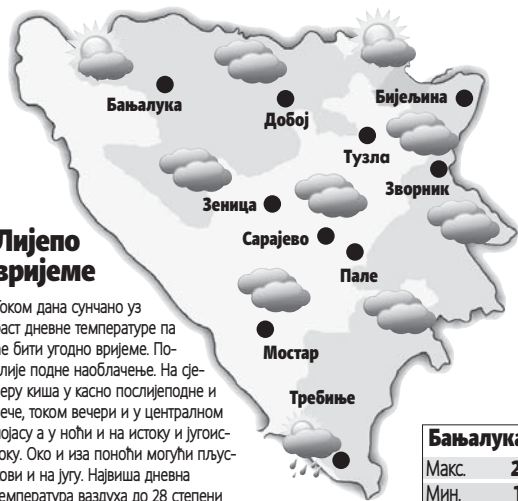 Бањалука
Добој
Бијељина
Тузла
Зворник
Зеница
Сарајево
Пале
Мостар
Требиње
Лијепо
вријеме
Током дана сунчано уз
раст дневне температуре па
ће бити угодно вријеме. По-
слије подне наоблачење. На сје-
веру киша у касно послијеподне и
вече, током вечери и у централном
појасу а у ноћи и на истоку и југоис-
току. Око и иза поноћи могући пљус-
кови и на југу. Највиша дневна
температура ваздуха до 28 степени
Бањалука
Макс.
Мин.